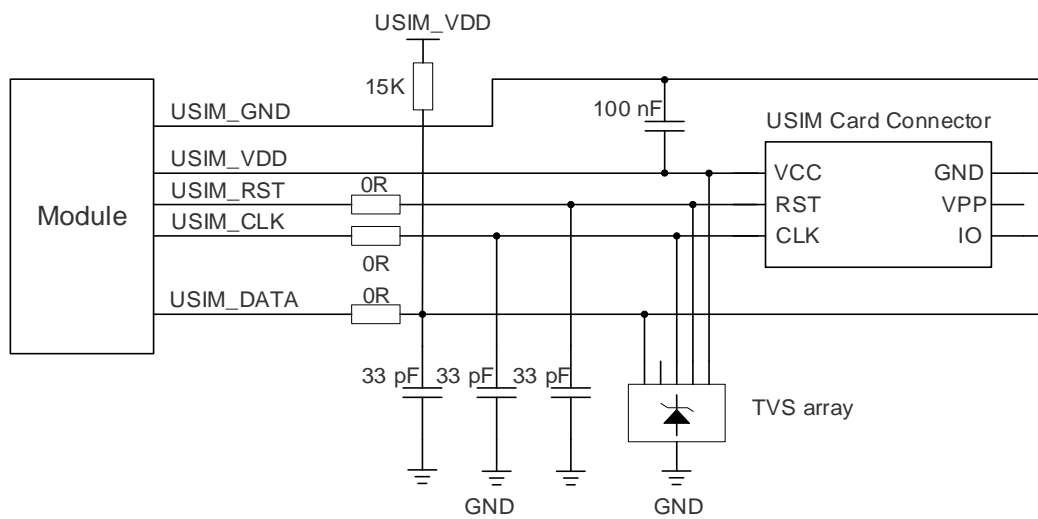 USIM_VDD
15K
USIM_GND
100 nF
USIM Card Connector
USIM_VDD
VCC
GND
USIM_RST
0R
RST
VPP
Module
USIM_CLK
CLK
IO
0R
0R
USIM_DATA
33 pF
33 pF
33 pF
TVS array
GND
GND